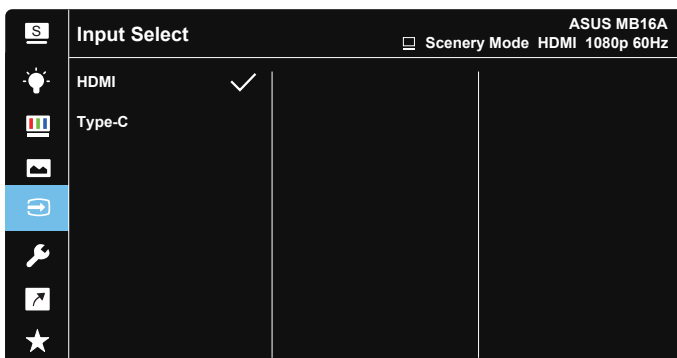 S
Input Select
ASUS MB16A
Scenery Mode HDMI 1080p 60Hz
HDMI
Type-C